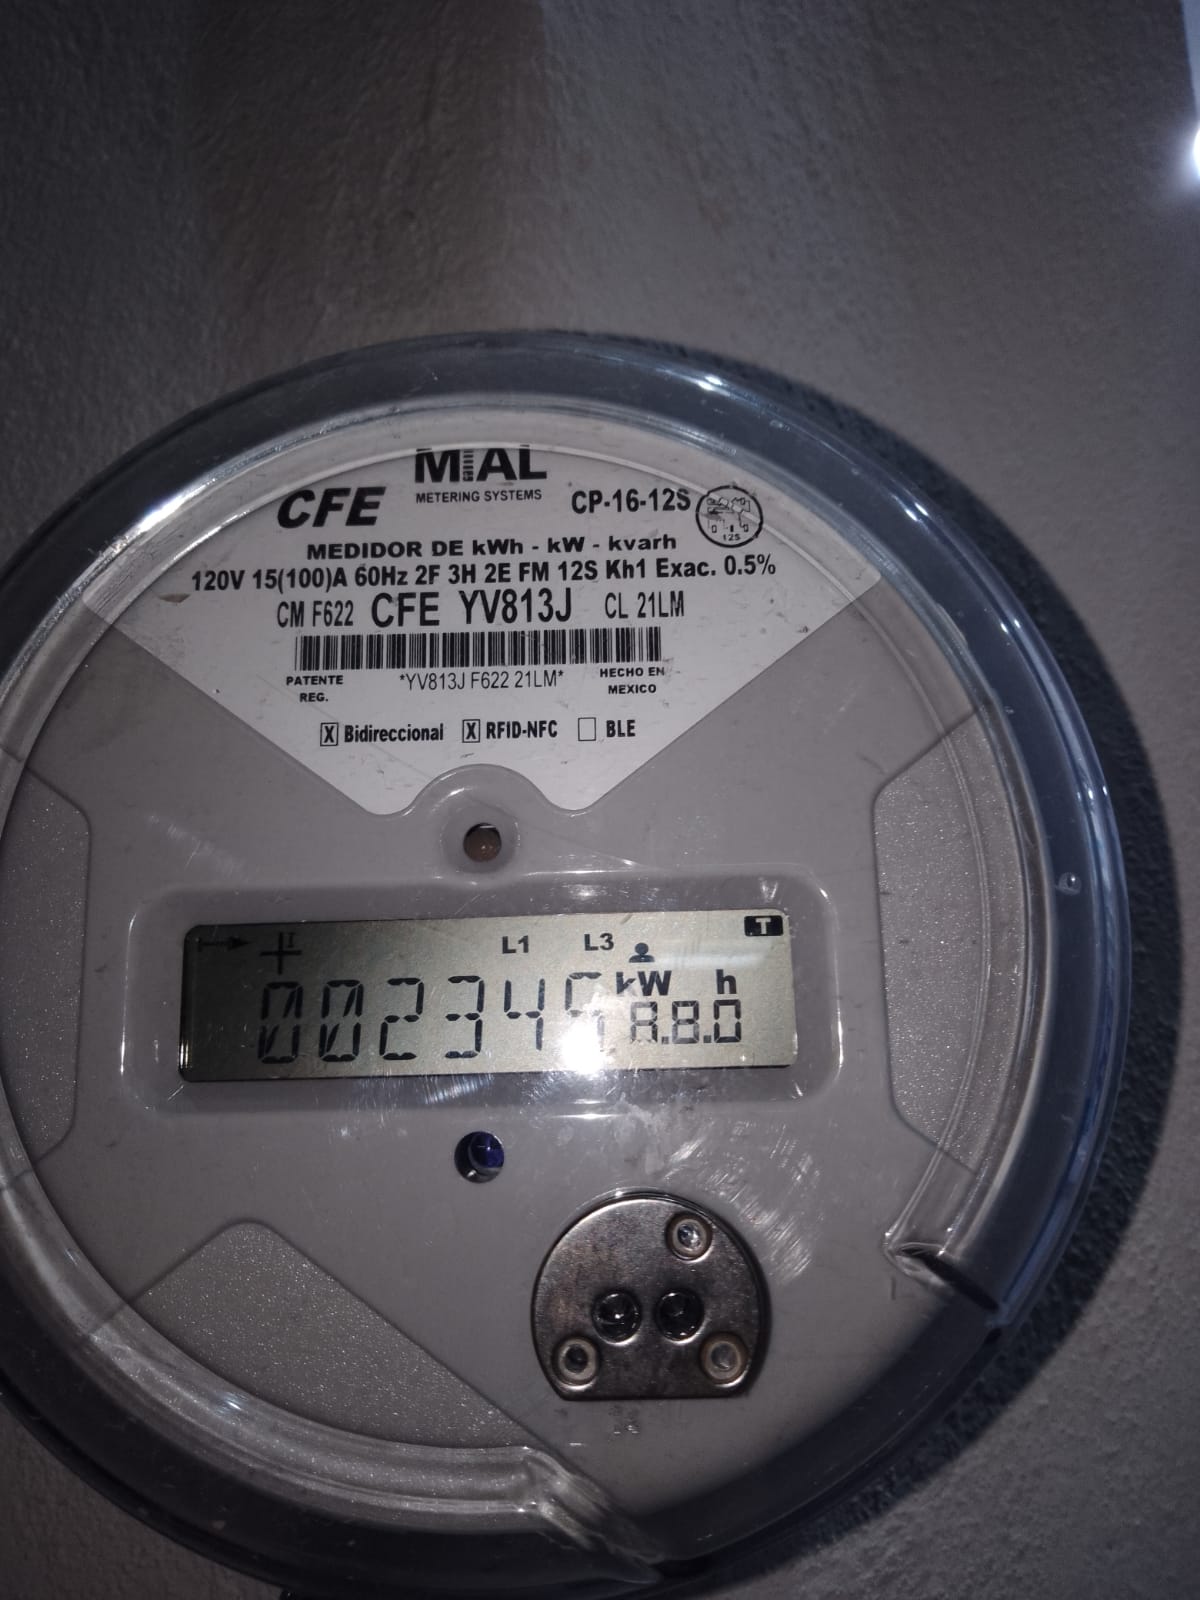 MIAL
METERING SYSTEMS
CFE
CP-16-12S
12S
MEDIDOR DE kWh - kW - kvarh
120V 15(100)A 60Hz 2F 3H 2E FM 12S Kh1 Exac. 0.5%
CM F622 CFE YV813J CL 21LM
PATENTE REG.
*YV813J F622 21LM*
HECHO EN MEXICO
X Bidireccional X RFID-NFC BLE
L1 L3 T
kW h
8.8.0